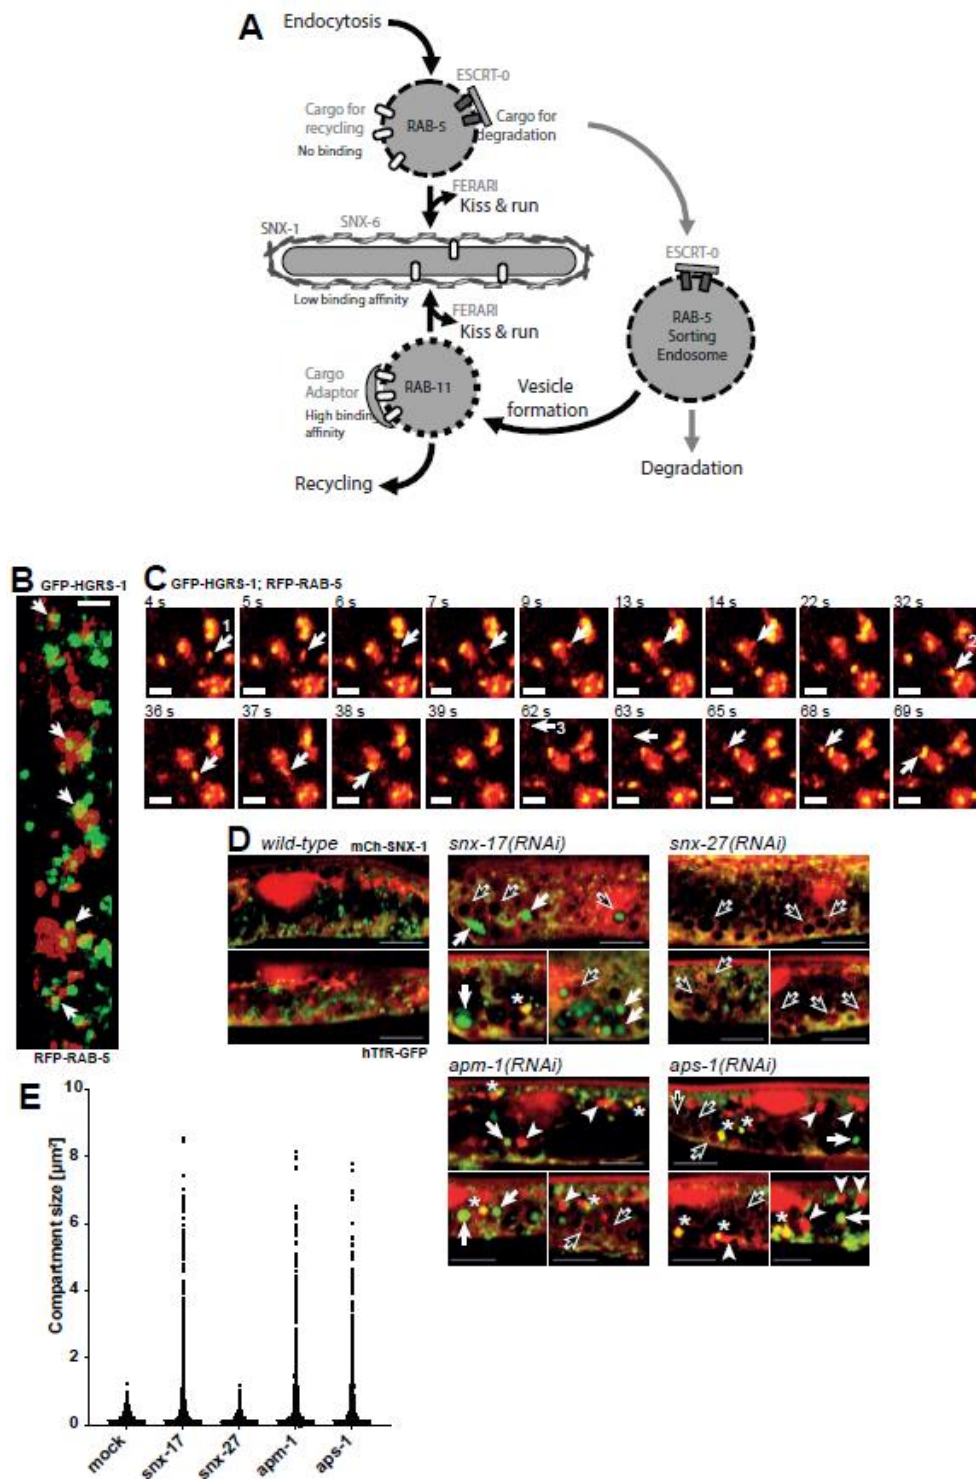 A
Endocytosis
ESCRT-0
Cargo for
recycling
No binding
RAB-5
Cargo for
degradation
FERARI
Kiss & run
SNX-1
SNX-6
Low binding affinity
ESCRT-0
FERARI
Kiss & run
RAB-5
Sorting
Endosome
Cargo
Adaptor
High binding
affinity
RAB-11
Vesicle
formation
Recycling
Degradation
B
GFP-HGRS-1
RFP-RAB-5
C GFP-HGRS-1; RFP-RAB-5
4 s 5 s 6 s 7 s 9 s 13 s 14 s 22 s 32 s
1 2
36 s 37 s 38 s 39 s 62 s 63 s 65 s 68 s 69 s
3
D
wild-type mCh-SNX-1 snx-17(RNAi) snx-27(RNAi)
* 
hTfR-GFP
apm-1(RNAi) aps-1(RNAi)
* * * *
* * * * *
E
Compartment size [µm²]
10
8
6
4
2
0
mock snx-17 snx-27 apm-1 aps-1